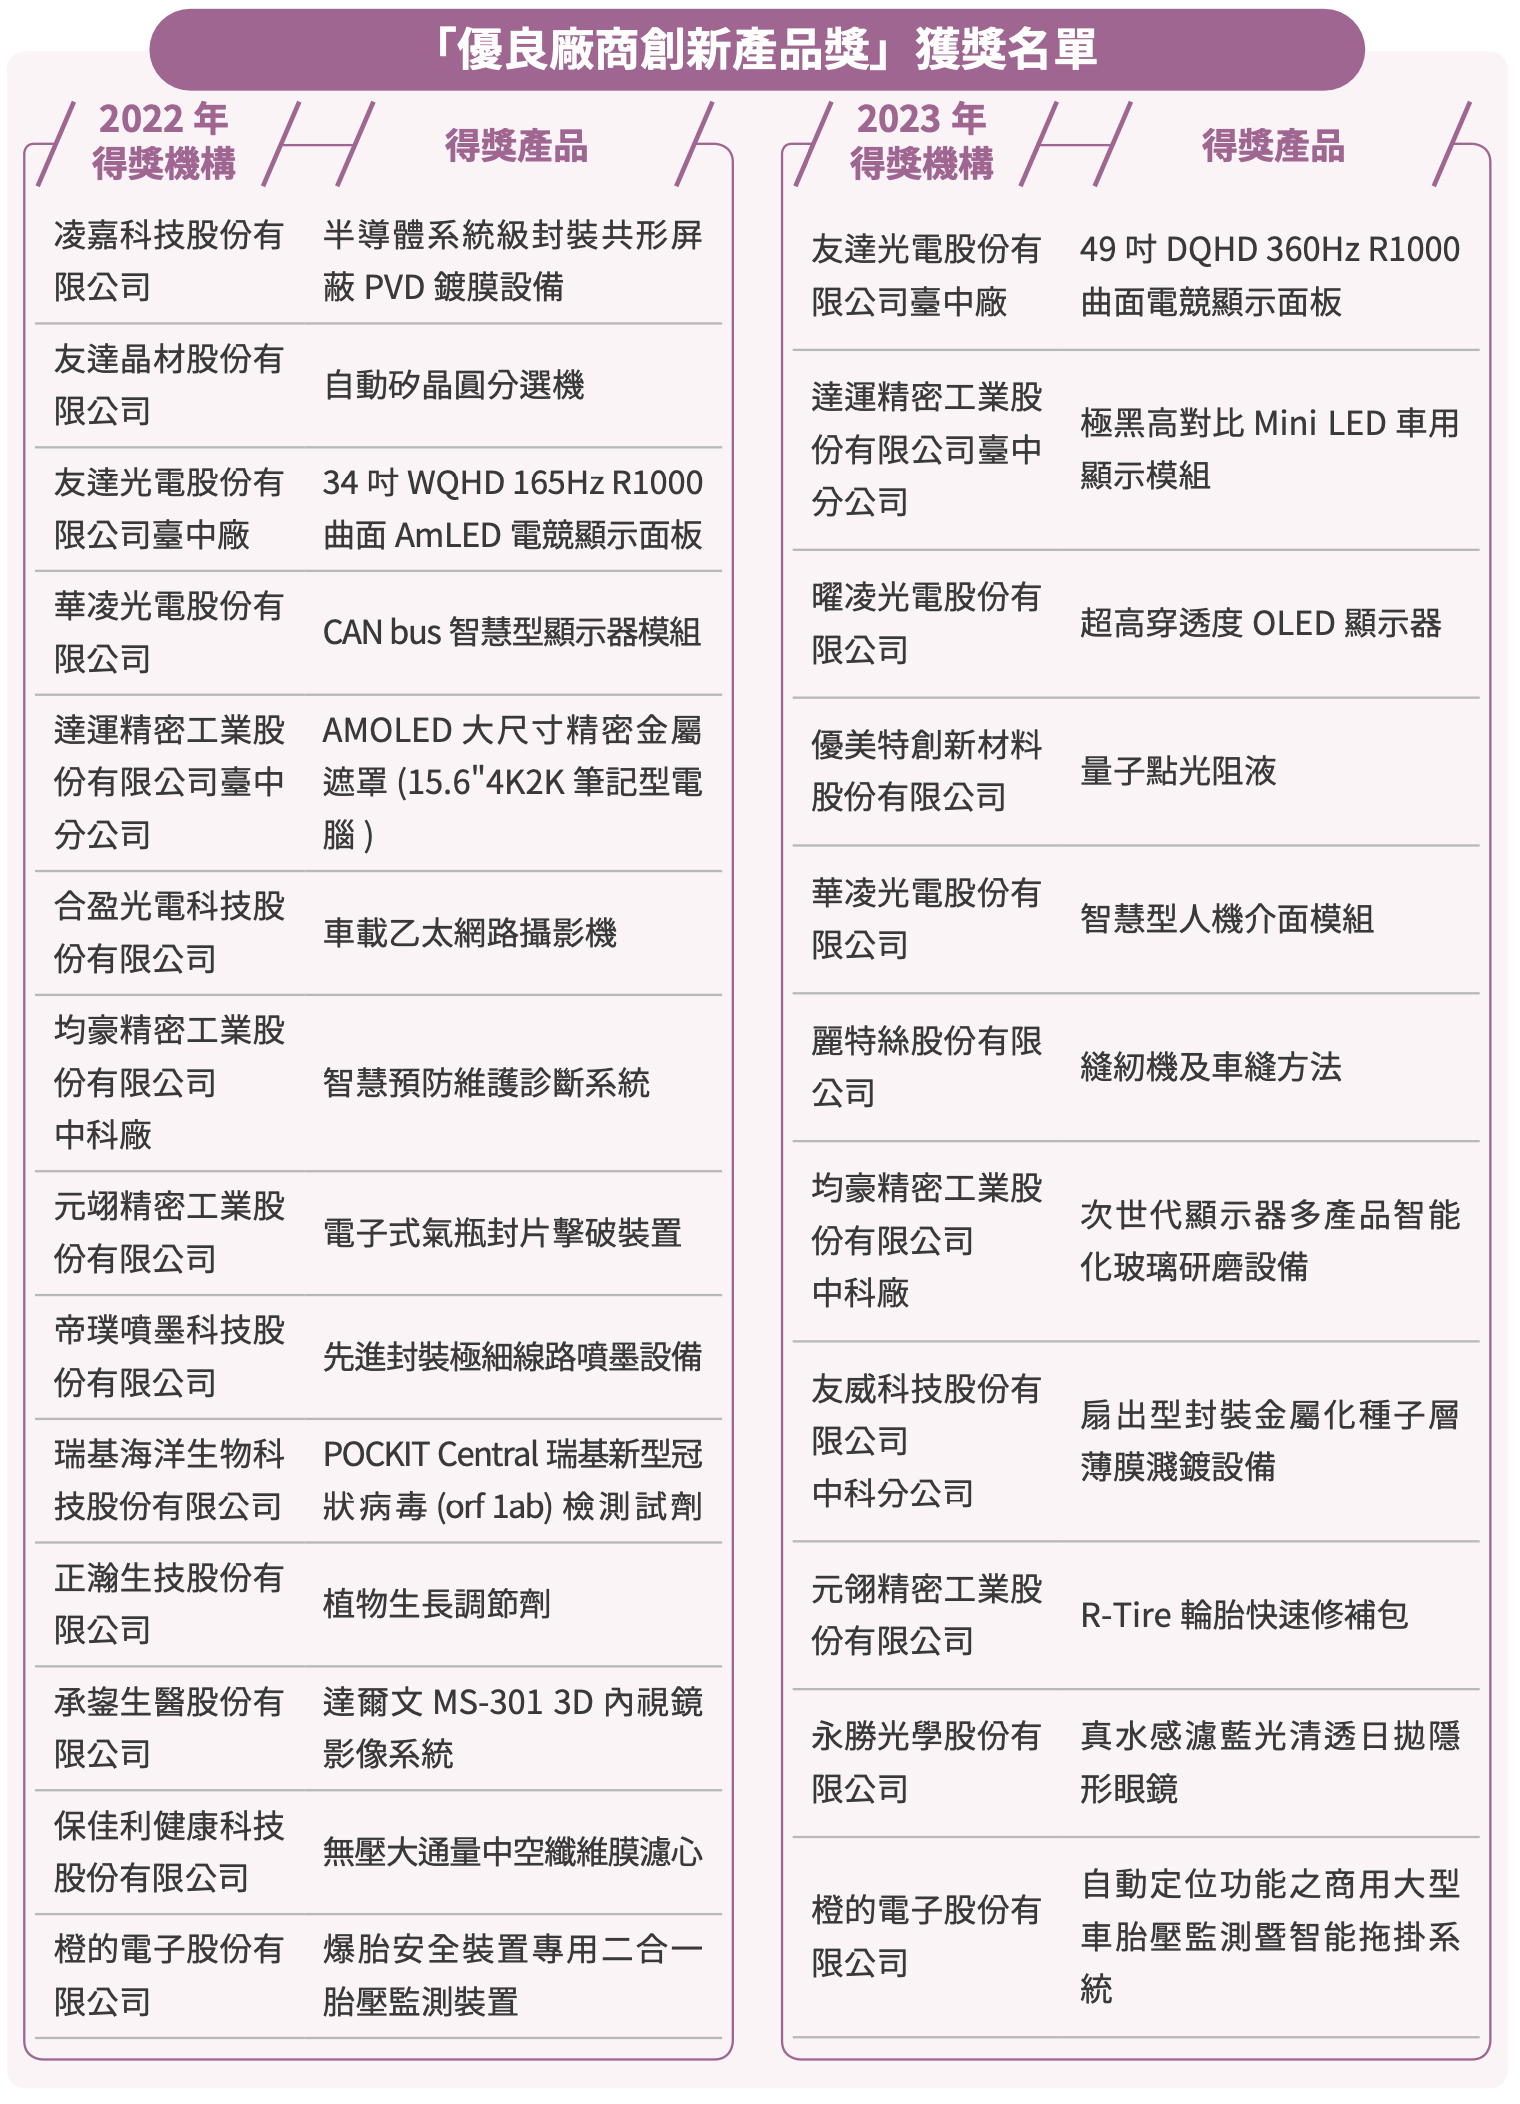 「優良廠商創新產品獎」獲獎名單
2022 年
得獎機構
得獎產品
凌嘉科技股份有
限公司
半導體系統級封裝共形屏
蔽 PVD 鍍膜設備
友達晶材股份有
限公司
自動矽晶圓分選機
友達光電股份有
限公司臺中廠
34 吋 WQHD 165Hz R1000
曲面 AmLED 電競顯示面板
華凌光電股份有
限公司
CAN bus 智慧型顯示器模組
達運精密工業股
份有限公司臺中
分公司
AMOLED 大尺寸精密金屬
遮罩 (15.6"4K2K 筆記型電
腦 )
合盈光電科技股
份有限公司
車載乙太網路攝影機
均豪精密工業股
份有限公司
中科廠
智慧預防維護診斷系統
元翊精密工業股
份有限公司
電子式氣瓶封片擊破裝置
帝璞噴墨科技股
份有限公司
先進封裝極細線路噴墨設備
瑞基海洋生物科
技股份有限公司
POCKIT Central 瑞基新型冠
狀病毒 (orf 1ab) 檢測試劑
正瀚生技股份有
限公司
植物生長調節劑
承鋆生醫股份有
限公司
達爾文 MS-301 3D 內視鏡
影像系統
保佳利健康科技
股份有限公司
無壓大通量中空纖維膜濾心
橙的電子股份有
限公司
爆胎安全裝置專用二合一
胎壓監測裝置
2023 年
得獎機構
得獎產品
友達光電股份有
限公司臺中廠
49 吋 DQHD 360Hz R1000
曲面電競顯示面板
達運精密工業股
份有限公司臺中
分公司
極黑高對比 Mini LED 車用
顯示模組
曜凌光電股份有
限公司
超高穿透度 OLED 顯示器
優美特創新材料
股份有限公司
量子點光阻液
華凌光電股份有
限公司
智慧型人機介面模組
麗特絲股份有限
公司
縫紉機及車縫方法
均豪精密工業股
份有限公司
中科廠
次世代顯示器多產品智能
化玻璃研磨設備
友威科技股份有
限公司
中科分公司
扇出型封裝金屬化種子層
薄膜濺鍍設備
元翎精密工業股
份有限公司
R-Tire 輪胎快速修補包
永勝光學股份有
限公司
真水感濾藍光清透日拋隱
形眼鏡
橙的電子股份有
限公司
自動定位功能之商用大型
車胎壓監測暨智能拖掛系
統